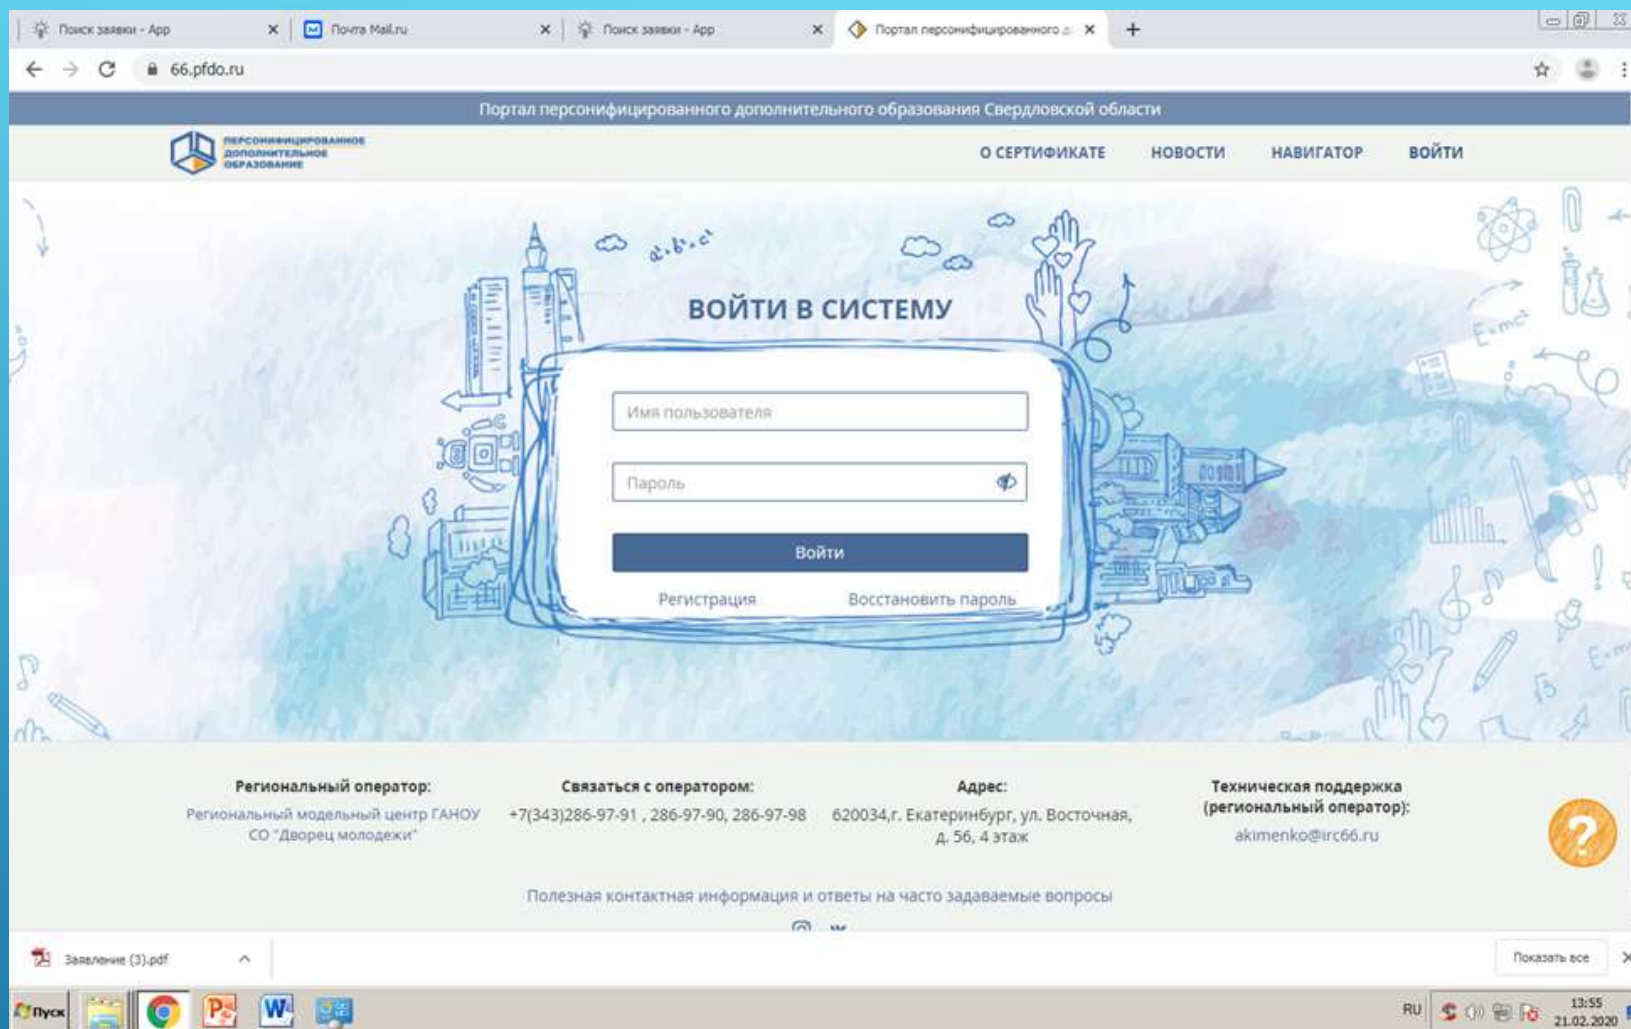 Поиск заявки - App
Почта Mail.ru
Поиск заявки - App
Портал персонифицированного д
66.pfdo.ru
Портал персонифицированного дополнительного образования Свердловской области
ПЕРСОНИФИЦИРОВАННОЕ
ДОПОЛНИТЕЛЬНОЕ
ОБРАЗОВАНИЕ
О СЕРТИФИКАТЕ
НОВОСТИ
НАВИГАТОР
ВОЙТИ
ВОЙТИ В СИСТЕМУ
Имя пользователя
Пароль
Войти
Регистрация
Восстановить пароль
E=mc²
Региональный оператор:
Региональный модельный центр ГАНОУ
СО "Дворец молодежи"
Связаться с оператором:
+7(343)286-97-91 , 286-97-90, 286-97-98
Адрес:
620034,г. Екатеринбург, ул. Восточная,
д. 56, 4 этаж
Техническая поддержка
(региональный оператор):
akimenko@irc66.ru
?
Полезная контактная информация и ответы на часто задаваемые вопросы
Заявление (3).pdf
Показать все
Пуск
RU
13:55
21.02.2020